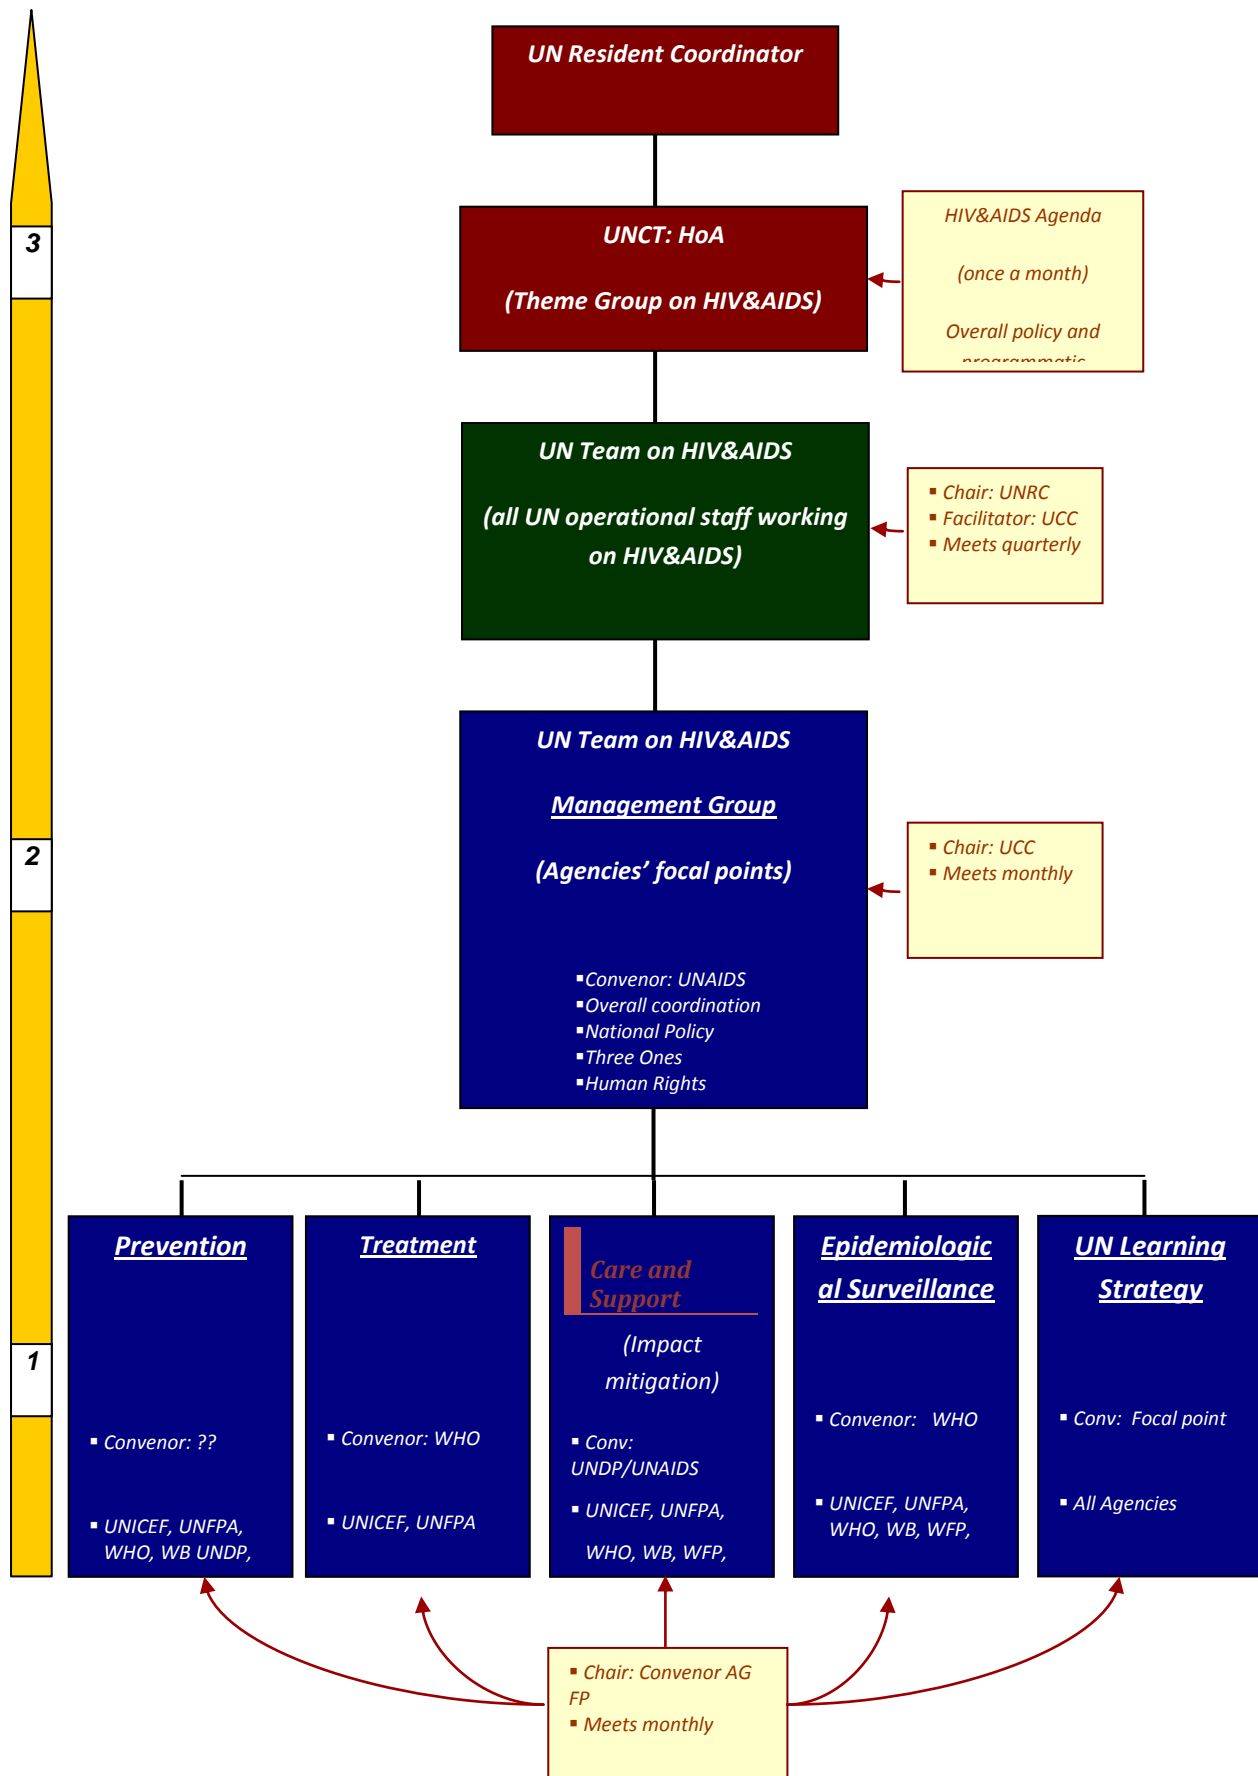 UN Resident Coordinator
3
UNCT: HoA
(Theme Group on HIV&AIDS)
HIV&AIDS Agenda
(once a month)
Overall policy and
programmatic
UN Team on HIV&AIDS
(all UN operational staff working
on HIV&AIDS)
▪ Chair: UNRC
▪ Facilitator: UCC
▪ Meets quarterly
UN Team on HIV&AIDS
Management Group
(Agencies’ focal points)
▪Convenor: UNAIDS
▪Overall coordination
▪National Policy
▪Three Ones
▪Human Rights
2
▪ Chair: UCC
▪ Meets monthly
1
Prevention
▪ Convenor: ??
▪ UNICEF, UNFPA,
WHO, WB UNDP,
Treatment
▪ Convenor: WHO
▪ UNICEF, UNFPA
Care and
Support
(Impact
mitigation)
▪ Conv:
UNDP/UNAIDS
▪ UNICEF, UNFPA,
WHO, WB, WFP,
Epidemiologic
al Surveillance
▪ Convenor: WHO
▪ UNICEF, UNFPA,
WHO, WB, WFP,
UN Learning
Strategy
▪ Conv: Focal point
▪ All Agencies
▪ Chair: Convenor AG
FP
▪ Meets monthly